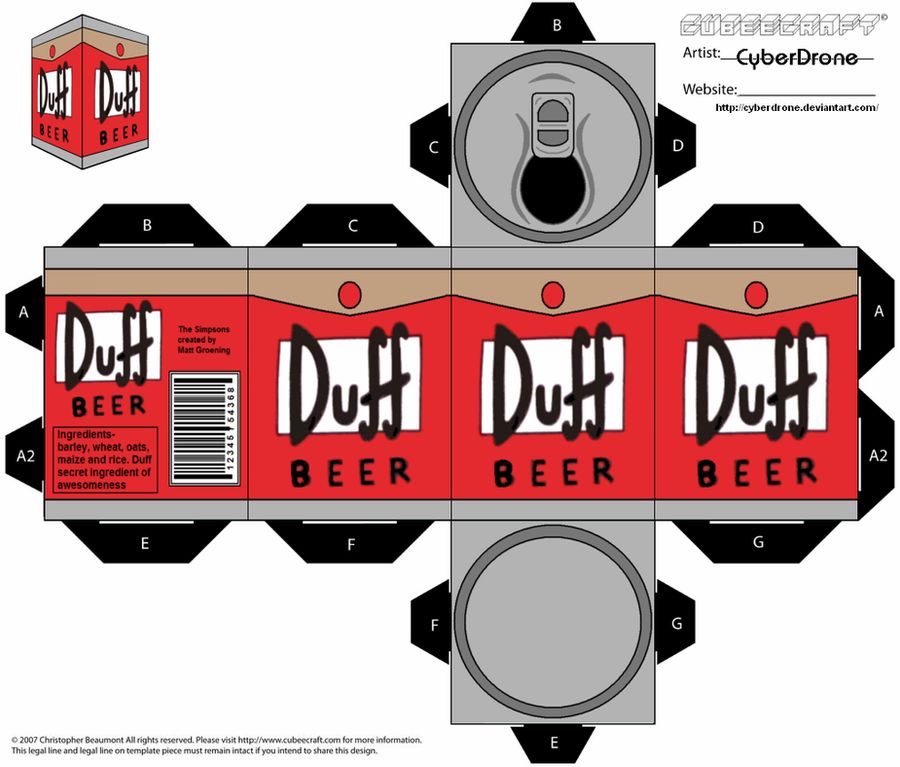 CUBEECRAFT©
Artist: CyberDrone
Website:
http://cyberdrone.deviantart.com/
Duff
BEER
Duff
BEER
B
C
D
B
C
D
A
A
Duff
BEER
The Simpsons
created by
Matt Groening
Ingredients-
barley, wheat, oats,
maize and rice. Duff
secret ingredient of
awesomeness
12345 54368
Duff
BEER
Duff
BEER
Duff
BEER
A2
A2
E
F
G
F
G
E
© 2007 Christopher Beaumont All rights reserved. Please visit http://www.cubeecraft.com for more information.
This legal line and legal line on template piece must remain intact if you intend to share this design.